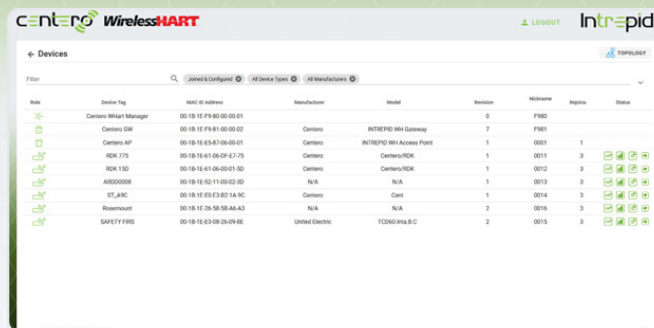 centero WirelessHART LOGOUT Intrepid
← Devices TOPOLOGY
Filter Joined & Configured All Device Types All Manufacturers
Role Device Tag MAC ID Address Manufacturer Model Revision Nickname Rejoins Status
Centero WHart Manager 00-1B-1E-F9-80-00-00-01 0 F980
Centero GW 00-1B-1E-F9-81-00-00-02 Centero INTREPID WH Gateway 7 F981
Centero AP 00-1B-1E-E5-87-06-00-01 Centero INTREPID WH Access Point 1 0001 1
RDK 775 00-1B-1E-61-06-DF-E7-75 Centero Centero/RDK 1 0011 3
RDK 15D 00-1B-1E-61-06-00-01-5D Centero Centero/RDK 1 0012 3
ARDD0008 00-1B-1E-52-11-00-02-3D N/A N/A 1 0013 3
ST_A9C 00-1B-1E-E0-E3-B2-1A-9C Centero Cent 1 0014 3
Rosemount 00-1B-1E-26-58-5B-A6-A3 N/A N/A 2 0016 3
SAFETY FIRS 00-1B-1E-E3-08-26-09-BE United Electric TCD60.Inta.B.C 2 0015 3